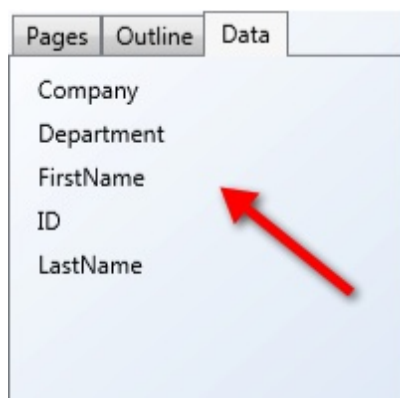 Pages Outline Data
Company
Department
FirstName
ID
LastName